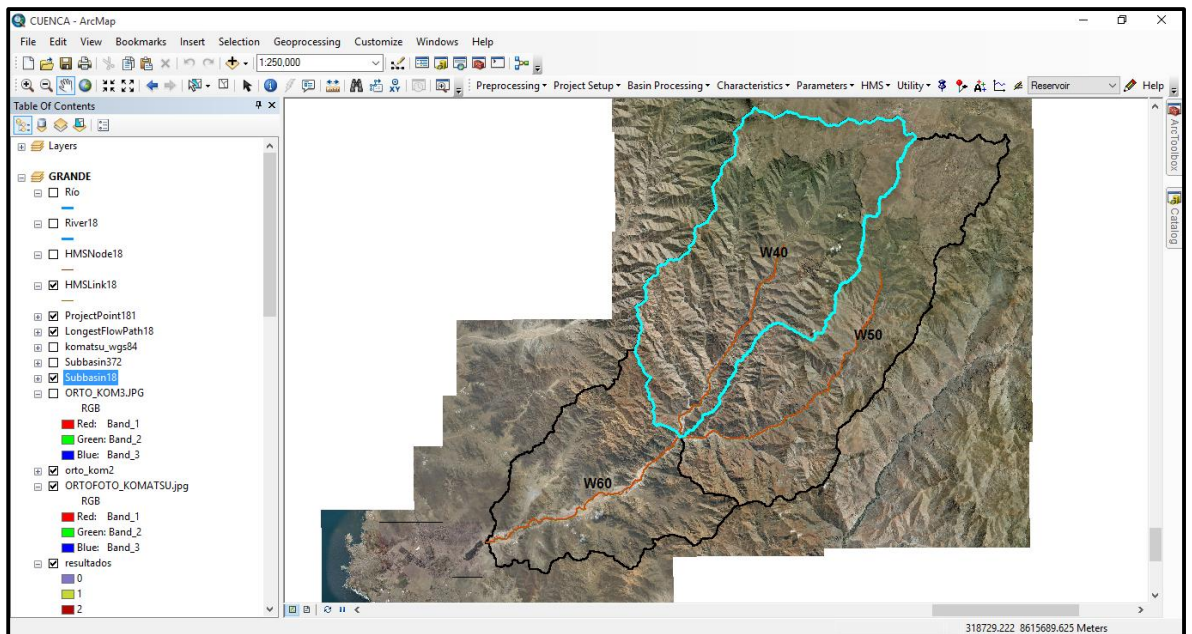 CUENCA - ArcMap
File Edit View Bookmarks Insert Selection Geoprocessing Customize Windows Help
1:250,000
Preprocessing Project Setup Basin Processing Characteristics Parameters HMS Utility Reservoir Help
Table Of Contents
Layers
GRANDE
Río
River18
HMSNode18
HMSLink18
ProjectPoint181
LongestFlowPath18
komatsu_wgs84
Subbasin372
Subbasin18
ORTO_KOM3.JPG
RGB
Red: Band_1
Green: Band_2
Blue: Band_3
orto_kom2
ORTOFOTO_KOMATSU.jpg
RGB
Red: Band_1
Green: Band_2
Blue: Band_3
resultados
0
1
2
W40
W50
W60
ArcToolbox
Catalog
318729.222 8615689.625 Meters